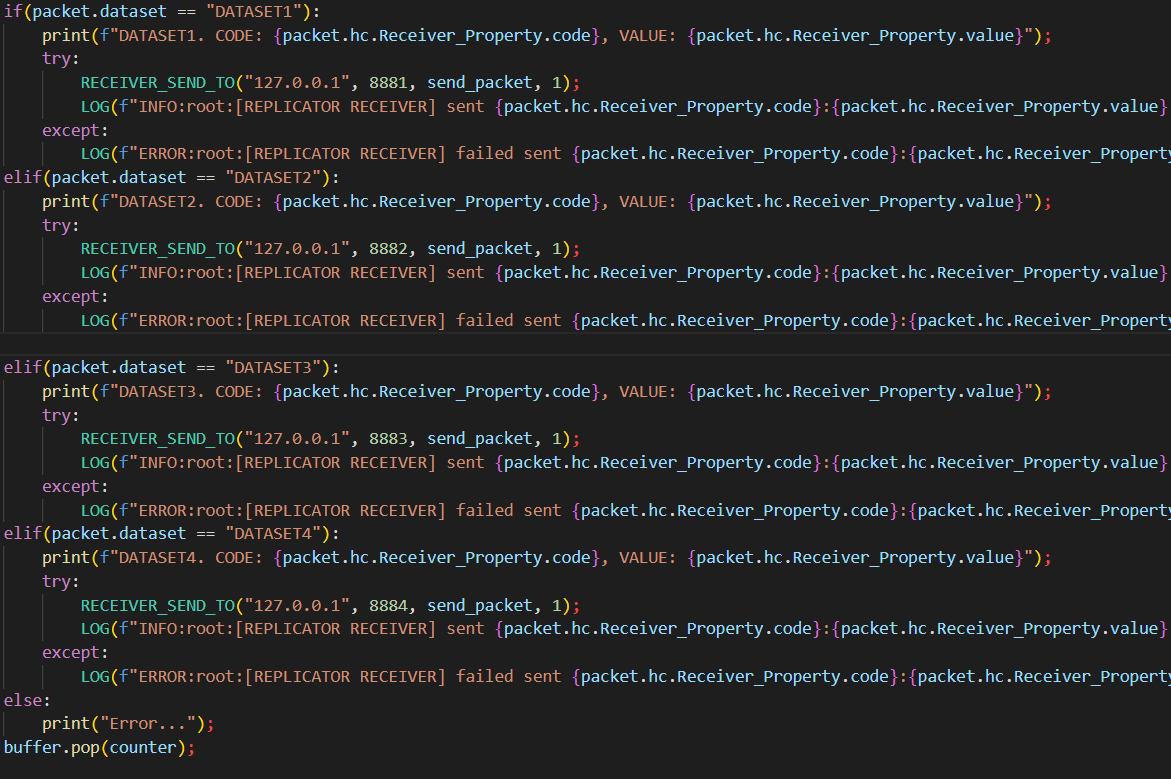 if(packet.dataset == "DATASET1"):
print(f"DATASET1. CODE: {packet.hc.Receiver_Property.code}, VALUE: {packet.hc.Receiver_Property.value}");
try:
RECEIVER_SEND_TO("127.0.0.1", 8881, send_packet, 1);
LOG(f"INFO:root:[REPLICATOR RECEIVER] sent {packet.hc.Receiver_Property.code}:{packet.hc.Receiver_Property.value}
except:
LOG(f"ERROR:root:[REPLICATOR RECEIVER] failed sent {packet.hc.Receiver_Property.code}:{packet.hc.Receiver_Property
elif(packet.dataset == "DATASET2"):
print(f"DATASET2. CODE: {packet.hc.Receiver_Property.code}, VALUE: {packet.hc.Receiver_Property.value}");
try:
RECEIVER_SEND_TO("127.0.0.1", 8882, send_packet, 1);
LOG(f"INFO:root:[REPLICATOR RECEIVER] sent {packet.hc.Receiver_Property.code}:{packet.hc.Receiver_Property.value}
except:
LOG(f"ERROR:root:[REPLICATOR RECEIVER] failed sent {packet.hc.Receiver_Property.code}:{packet.hc.Receiver_Property
elif(packet.dataset == "DATASET3"):
print(f"DATASET3. CODE: {packet.hc.Receiver_Property.code}, VALUE: {packet.hc.Receiver_Property.value}");
try:
RECEIVER_SEND_TO("127.0.0.1", 8883, send_packet, 1);
LOG(f"INFO:root:[REPLICATOR RECEIVER] sent {packet.hc.Receiver_Property.code}:{packet.hc.Receiver_Property.value}
except:
LOG(f"ERROR:root:[REPLICATOR RECEIVER] failed sent {packet.hc.Receiver_Property.code}:{packet.hc.Receiver_Property
elif(packet.dataset == "DATASET4"):
print(f"DATASET4. CODE: {packet.hc.Receiver_Property.code}, VALUE: {packet.hc.Receiver_Property.value}");
try:
RECEIVER_SEND_TO("127.0.0.1", 8884, send_packet, 1);
LOG(f"INFO:root:[REPLICATOR RECEIVER] sent {packet.hc.Receiver_Property.code}:{packet.hc.Receiver_Property.value}
except:
LOG(f"ERROR:root:[REPLICATOR RECEIVER] failed sent {packet.hc.Receiver_Property.code}:{packet.hc.Receiver_Property
else:
print("Error...");
buffer.pop(counter);